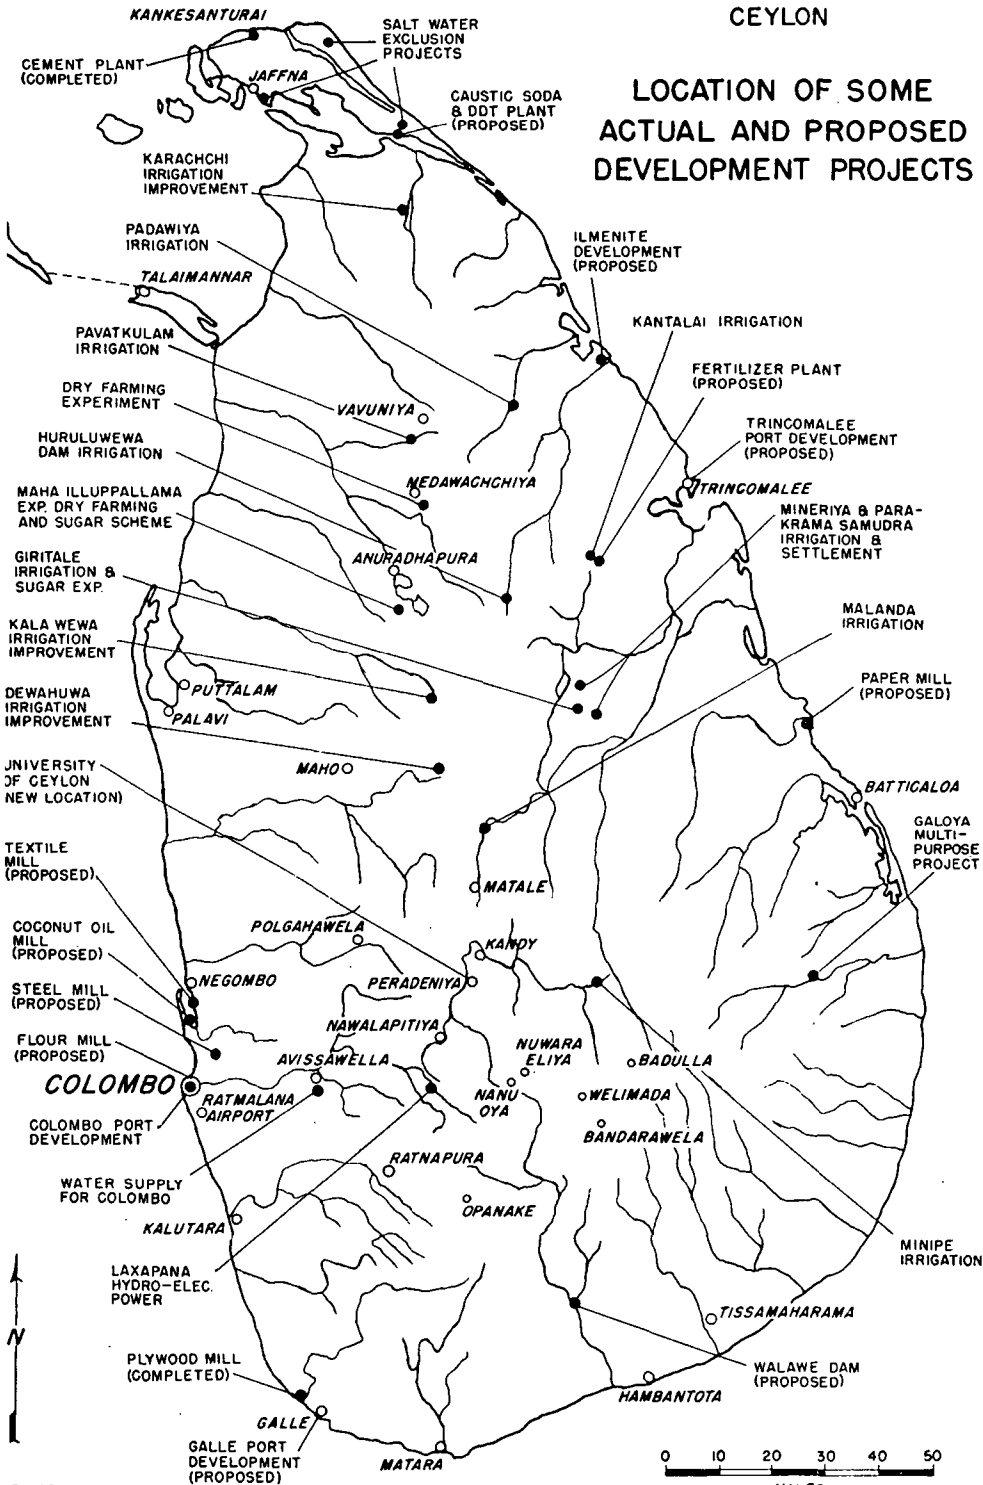 CEYLON
LOCATION OF SOME
ACTUAL AND PROPOSED
DEVELOPMENT PROJECTS
KANKESANTURAI
CEMENT PLANT
(COMPLETED)
SALT WATER
EXCLUSION
PROJECTS
JAFFNA
CAUSTIC SODA
& DDT PLANT
(PROPOSED)
KARACHCHI
IRRIGATION
IMPROVEMENT
PADAWIYA
IRRIGATION
ILMENITE
DEVELOPMENT
(PROPOSED
TALAIMANNAR
KANTALAI IRRIGATION
PAVATKULAM
IRRIGATION
FERTILIZER PLANT
(PROPOSED)
DRY FARMING
EXPERIMENT
VAVUNIYA
TRINCOMALEE
PORT DEVELOPMENT
(PROPOSED)
HURULUWEWA
DAM IRRIGATION
MEDAWACHCHIYA
TRINCOMALEE
MAHA ILLUPPALLAMA
EXP. DRY FARMING
AND SUGAR SCHEME
MINERIYA & PARA-
KRAMA SAMUDRA
IRRIGATION &
SETTLEMENT
GIRITALE
IRRIGATION &
SUGAR EXP.
ANURADHAPURA
MALANDA
IRRIGATION
KALA WEWA
IRRIGATION
IMPROVEMENT
PUTTALAM
PAPER MILL
(PROPOSED)
DEWAHUWA
IRRIGATION
IMPROVEMENT
PALAVI
UNIVERSITY
OF CEYLON
(NEW LOCATION)
MAHO
BATTICALOA
GALOYA
MULTI-
PURPOSE
PROJECT
TEXTILE
MILL
(PROPOSED)
MATALE
COCONUT OIL
MILL
(PROPOSED)
POLGAHAWELA
KANDY
NEGOMBO
PERADENIYA
STEEL MILL
(PROPOSED)
NAWALAPITIYA
FLOUR MILL
(PROPOSED)
AVISSAWELLA
NUWARA
ELIYA
BADULLA
COLOMBO
RATMALANA
AIRPORT
NANU
OYA
WELIMADA
COLOMBO PORT
DEVELOPMENT
BANDARAWELA
WATER SUPPLY
FOR COLOMBO
RATNAPURA
OPANAKE
KALUTARA
MINIPE
IRRIGATION
LAXAPANA
HYDRO-ELEC.
POWER
TISSAMAHARAMA
N
PLYWOOD MILL
(COMPLETED)
WALAWE DAM
(PROPOSED)
HAMBANTOTA
GALLE
GALLE PORT
DEVELOPMENT
(PROPOSED)
MATARA
0 10 20 30 40 50